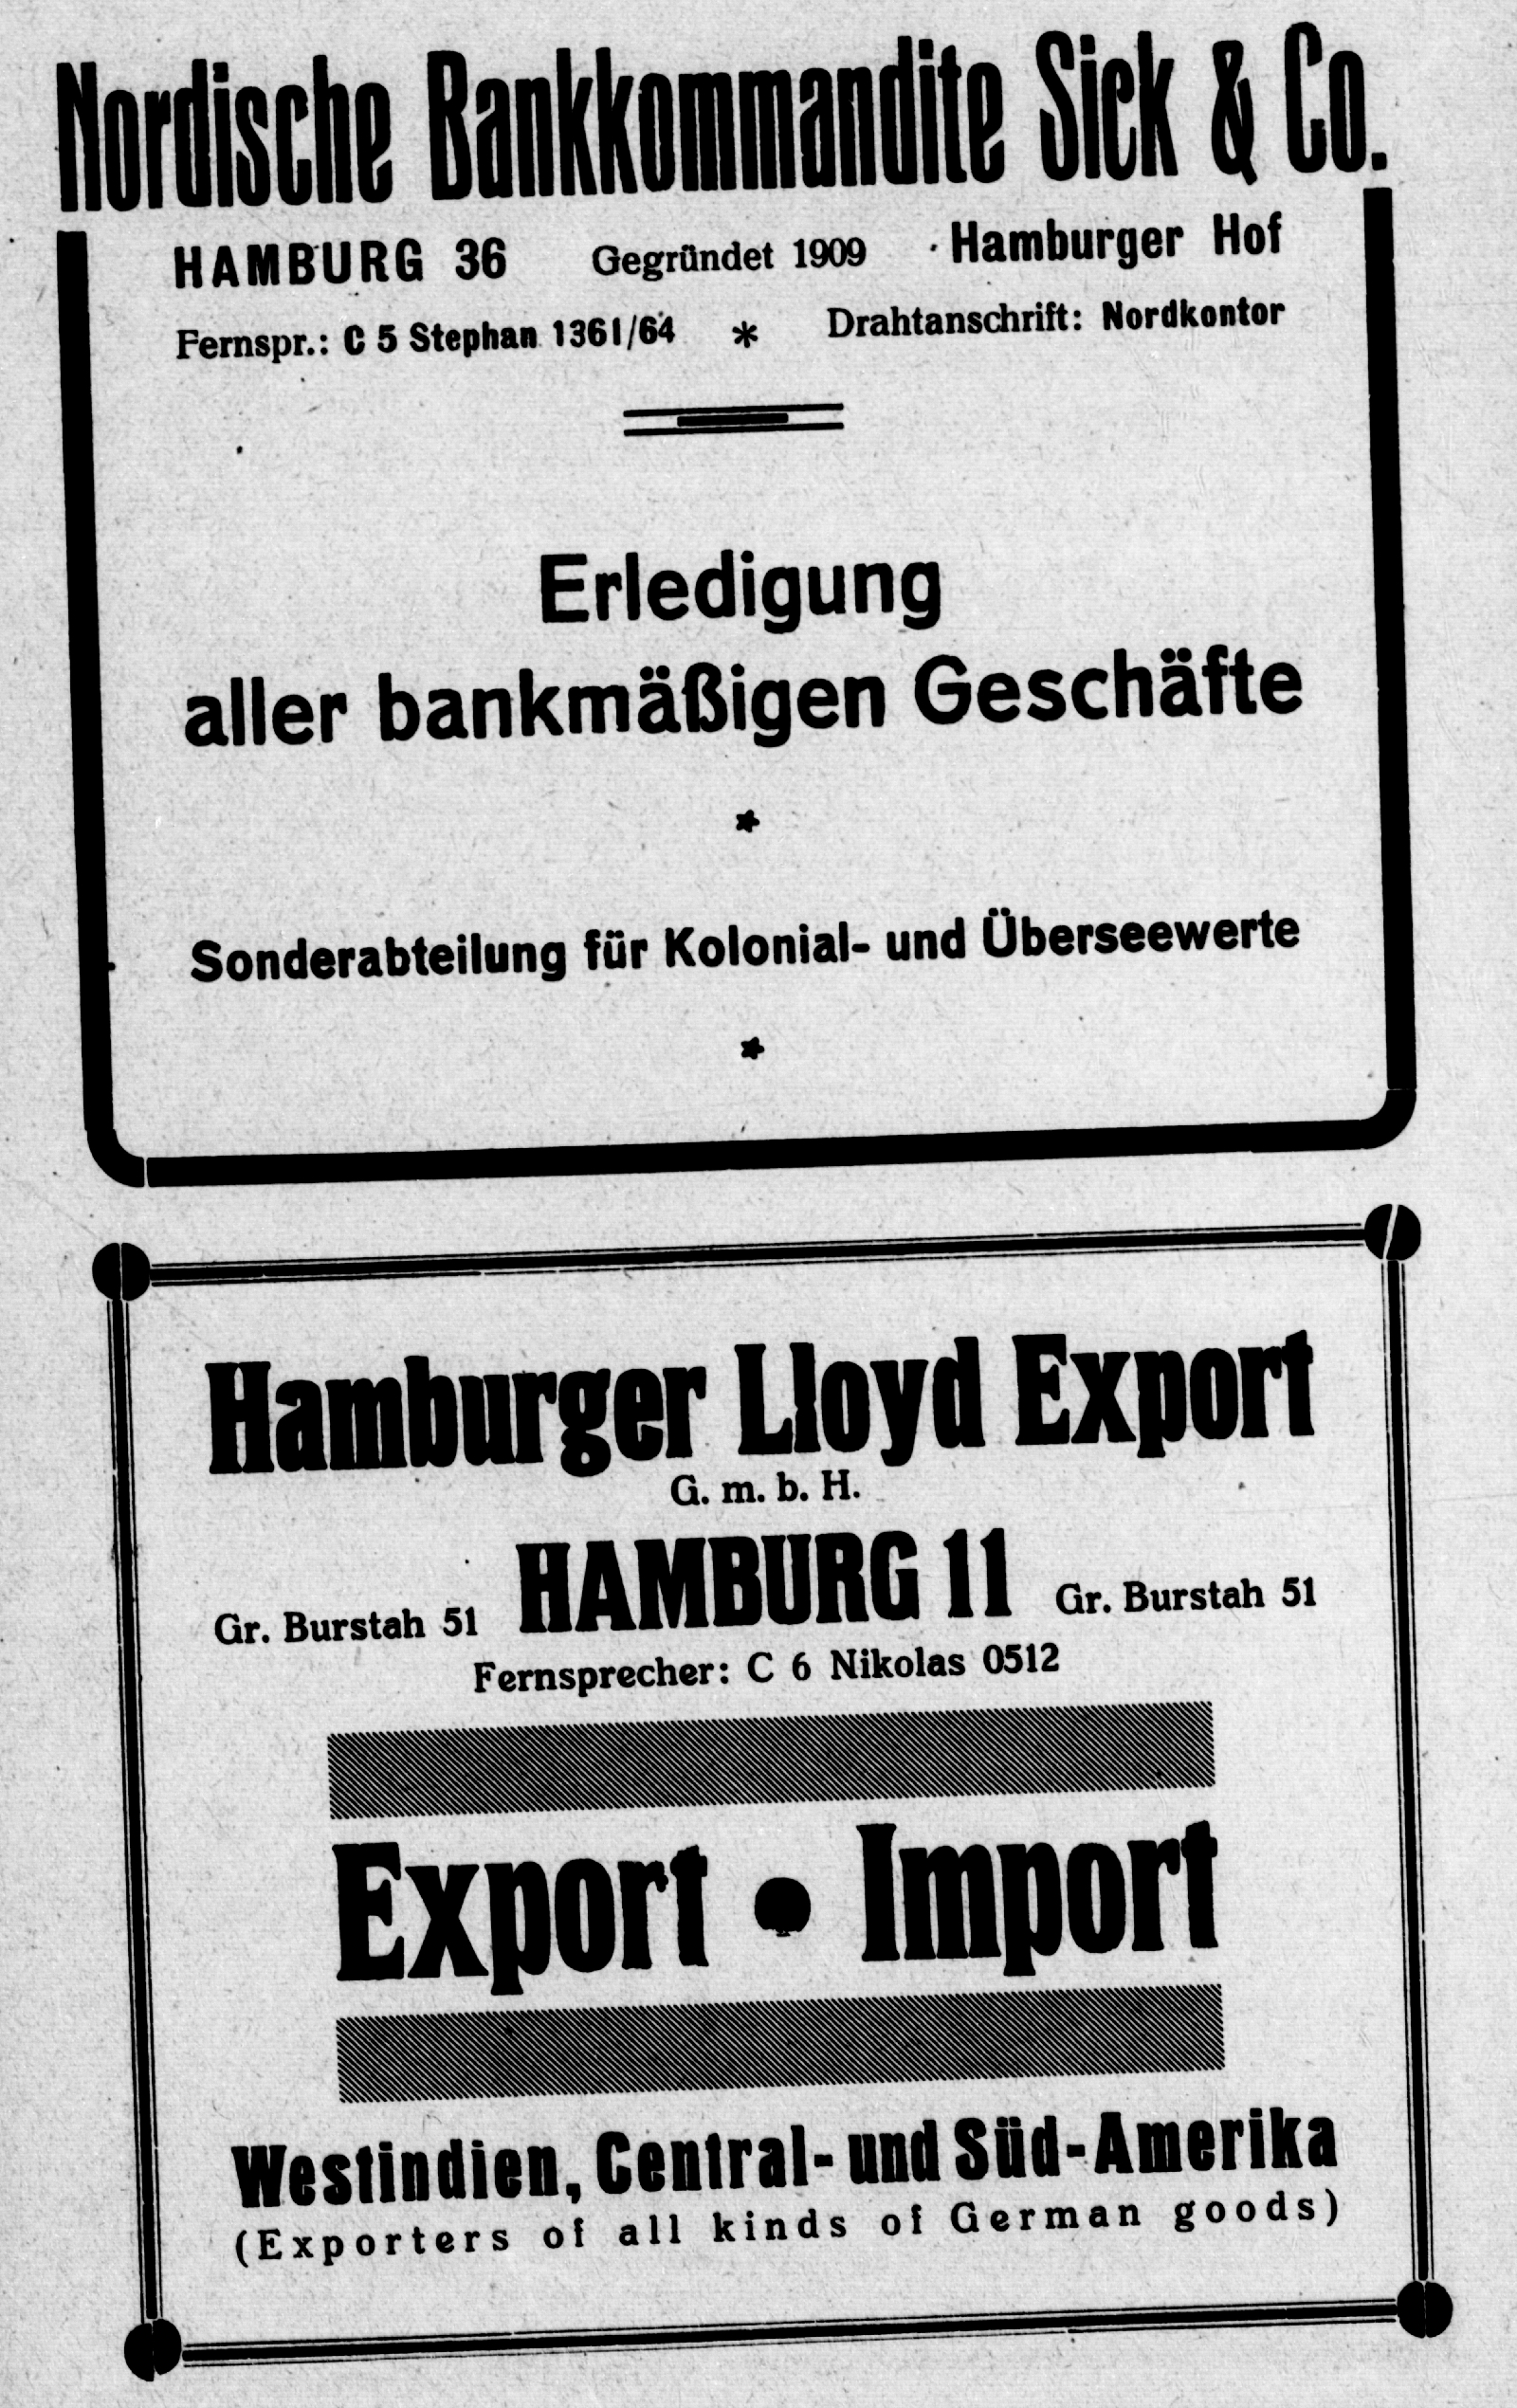 Nordische Bankkommandite Sick & Co.
HAMBURG 36 Gegründet 1909 Hamburger Hof
Fernspr.: C 5 Stephan 1361/64 * Drahtanschrift: Nordkontor
Erledigung
aller bankmäßigen Geschäfte
*
Sonderabteilung für Kolonial- und Überseewerte
*
Hamburger Lloyd Export
G. m. b. H.
Gr. Burstah 51 HAMBURG 11 Gr. Burstah 51
Fernsprecher: C 6 Nikolas 0512
Export • Import
Westindien, Central- und Süd-Amerika
(Exporters of all kinds of German goods)